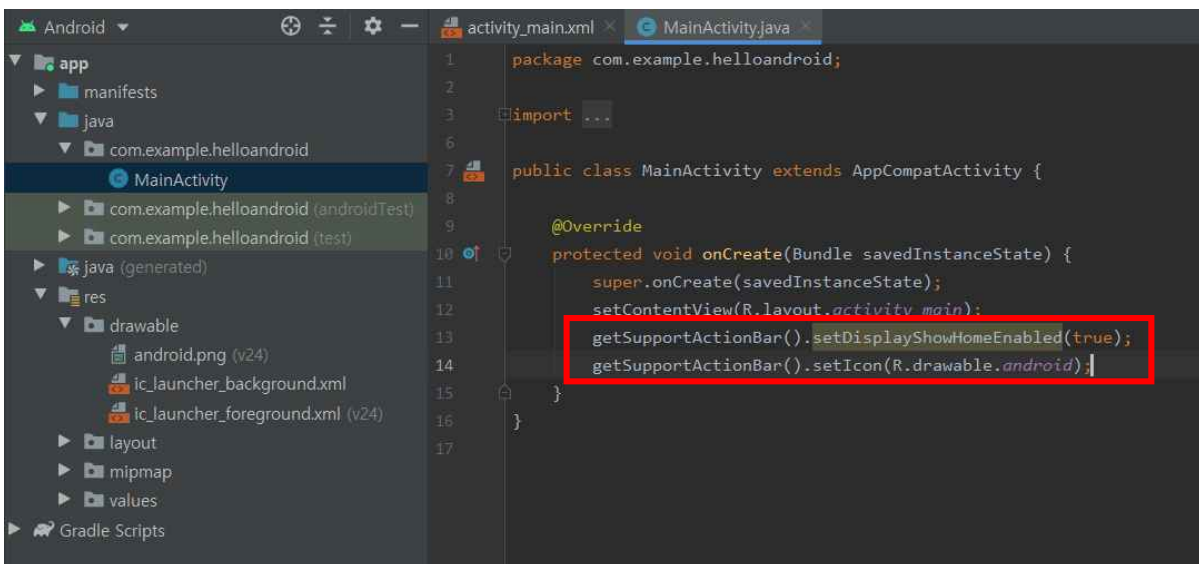 Android
app
manifests
java
com.example.helloandroid
MainActivity
com.example.helloandroid (androidTest)
com.example.helloandroid (test)
java (generated)
res
drawable
android.png (v24)
ic_launcher_background.xml
ic_launcher_foreground.xml (v24)
layout
mipmap
values
Gradle Scripts
activity_main.xml
MainActivity.java
1 package com.example.helloandroid;
2
3 import ...
6
7 public class MainActivity extends AppCompatActivity {
8
9 @Override
10 protected void onCreate(Bundle savedInstanceState) {
11 super.onCreate(savedInstanceState);
12 setContentView(R.layout.activity_main);
13 getSupportActionBar().setDisplayShowHomeEnabled(true);
14 getSupportActionBar().setIcon(R.drawable.android);
15 }
16 }
17